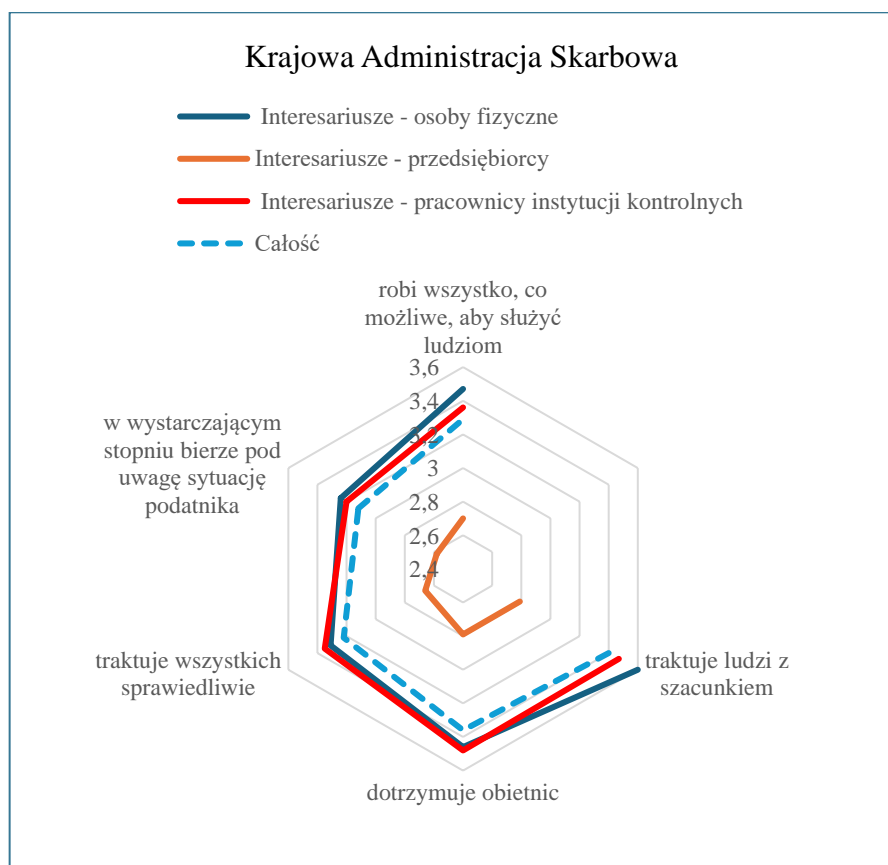 Krajowa Administracja Skarbowa
Interesariusze - osoby fizyczne
Interesariusze - przedsiębiorcy
Interesariusze - pracownicy instytucji kontrolnych
Całość
robi wszystko, co
możliwe, aby służyć
ludziom
3,6
3,4
3,2
3
2,8
2,6
2,4
w wystarczającym
stopniu bierze pod
uwagę sytuację
podatnika
traktuje ludzi z
szacunkiem
traktuje wszystkich
sprawiedliwie
dotrzymuje obietnic